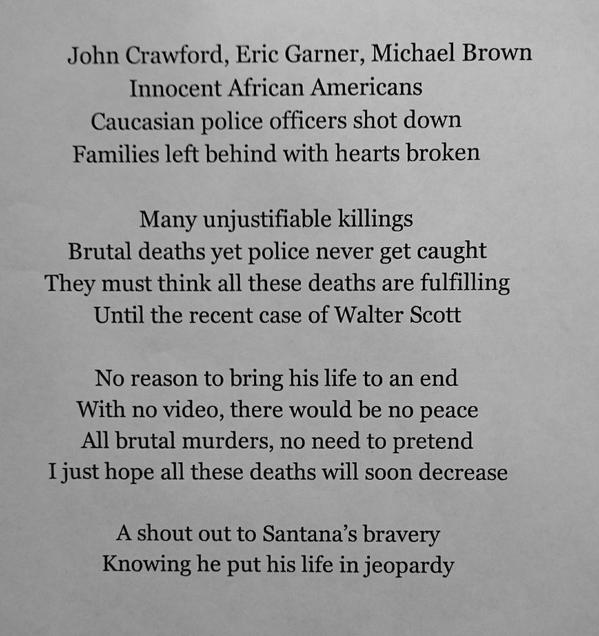 John Crawford, Eric Garner, Michael Brown
Innocent African Americans
Caucasian police officers shot down
Families left behind with hearts broken

Many unjustifiable killings
Brutal deaths yet police never get caught
They must think all these deaths are fulfilling
Until the recent case of Walter Scott

No reason to bring his life to an end
With no video, there would be no peace
All brutal murders, no need to pretend
I just hope all these deaths will soon decrease

A shout out to Santana’s bravery
Knowing he put his life in jeopardy